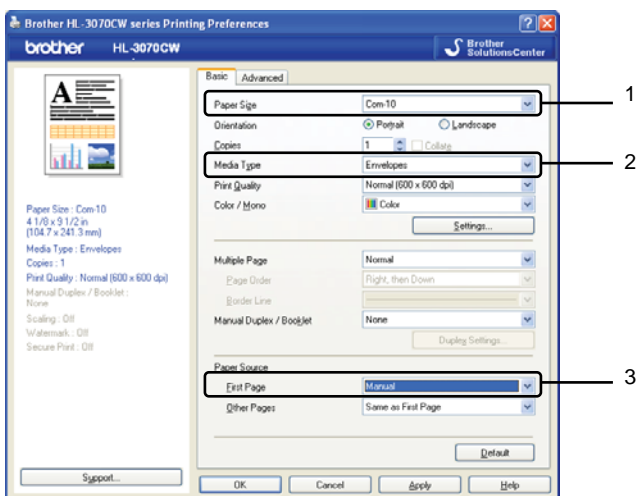 Brother HL-3070CW series Printing Preferences
brother HL-3070CW
Brother
SolutionsCenter
Basic Advanced
Paper Size Com-10 1
Orientation Portrait Landscape
Copies 1 Collate
Media Type Envelopes 2
Print Quality Normal (600 x 600 dpi)
Color / Mono Color
Settings...
Multiple Page Normal
Page Order Right, then Down
Border Line
Manual Duplex / Booklet None
Duplex Settings...
Paper Source
First Page Manual 3
Other Pages Same as First Page
Default
A
Paper Size : Com-10
4 1/8 x 9 1/2 in
(104.7 x 241.3 mm)
Media Type : Envelopes
Copies : 1
Print Quality : Normal (600 x 600 dpi)
Manual Duplex / Booklet :
None
Scaling : Off
Watermark : Off
Secure Print : Off
Support...
OK Cancel Apply Help